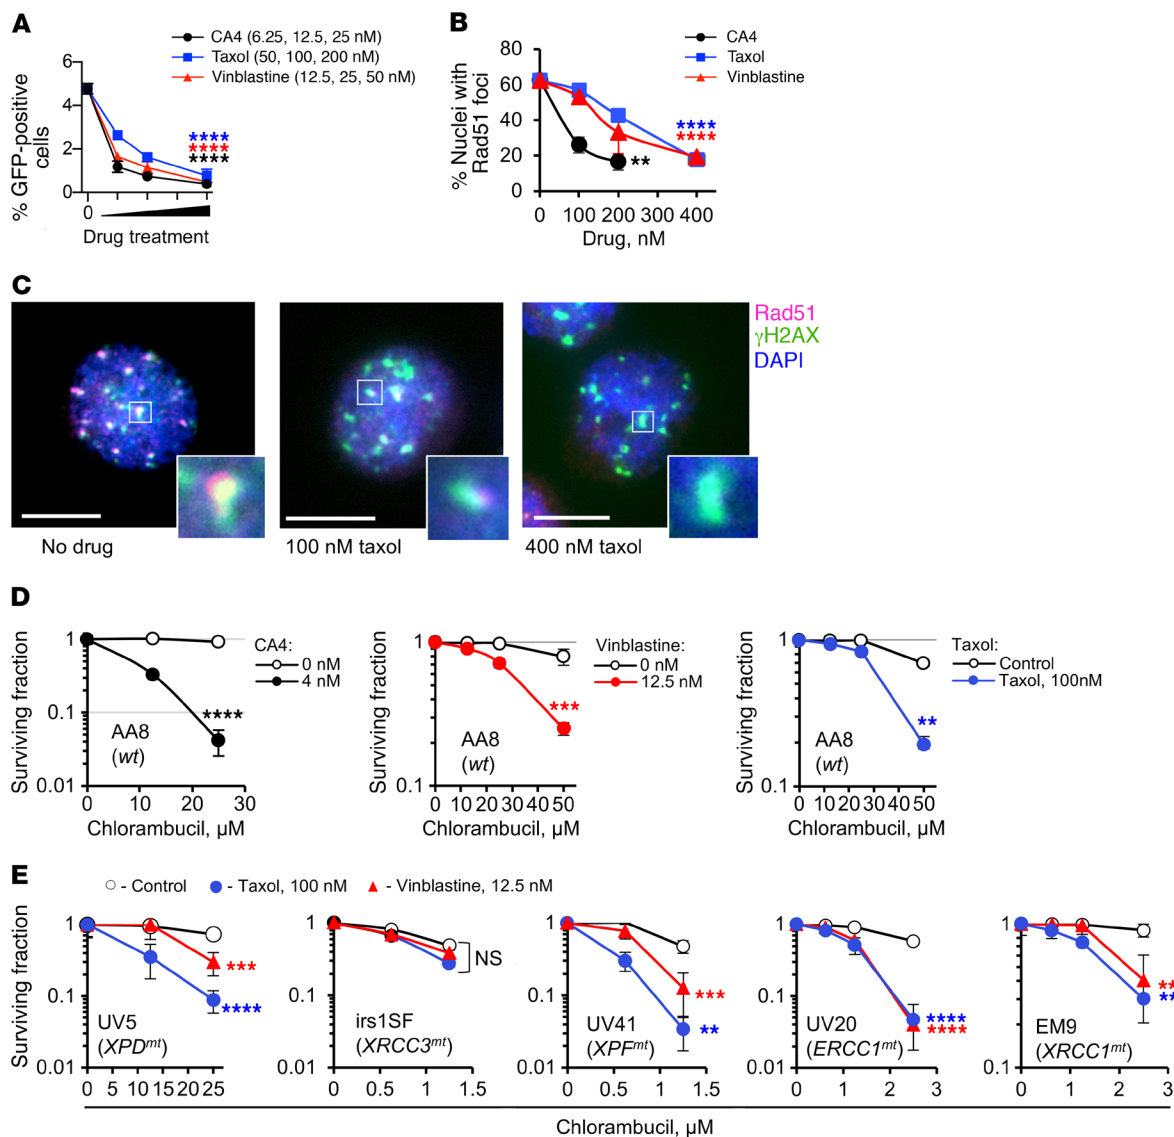 A
CA4 (6.25, 12.5, 25 nM)
Taxol (50, 100, 200 nM)
Vinblastine (12.5, 25, 50 nM)
% GFP-positive
cells
6
4
2
0
****
****
****
0
Drug treatment
B
CA4
Taxol
Vinblastine
% Nuclei with
Rad51 foci
80
60
40
20
0
****
****
**
0 100 200 300 400
Drug, nM
C
Rad51
γH2AX
DAPI
No drug
100 nM taxol
400 nM taxol
D
Surviving fraction
1
0.1
0.01
CA4:
0 nM
4 nM
****
AA8
(wt)
0 10 20 30
Chlorambucil, µM
Surviving fraction
1
0.1
Vinblastine:
0 nM
12.5 nM
***
AA8
(wt)
0 10 20 30 40 50
Chlorambucil, µM
Surviving fraction
1
0.1
Taxol:
Control
Taxol, 100nM
**
AA8
(wt)
0 10 20 30 40 50
Chlorambucil, µM
E
- Control
- Taxol, 100 nM
- Vinblastine, 12.5 nM
Surviving fraction
1
0.1
0.01
***
****
UV5
(XPDmt)
0 5 10 15 20 25
1
0.1
0.01
NS
irs1SF
(XRCC3mt)
0 0.5 1.0 1.5
1
0.1
0.01
***
**
UV41
(XPFmt)
0 0.5 1.0 1.5
1
0.1
0.01
****
****
UV20
(ERCC1mt)
0 1 2 3
1
0.1
**
**
EM9
(XRCC1mt)
0 1 2 3
Chlorambucil, µM